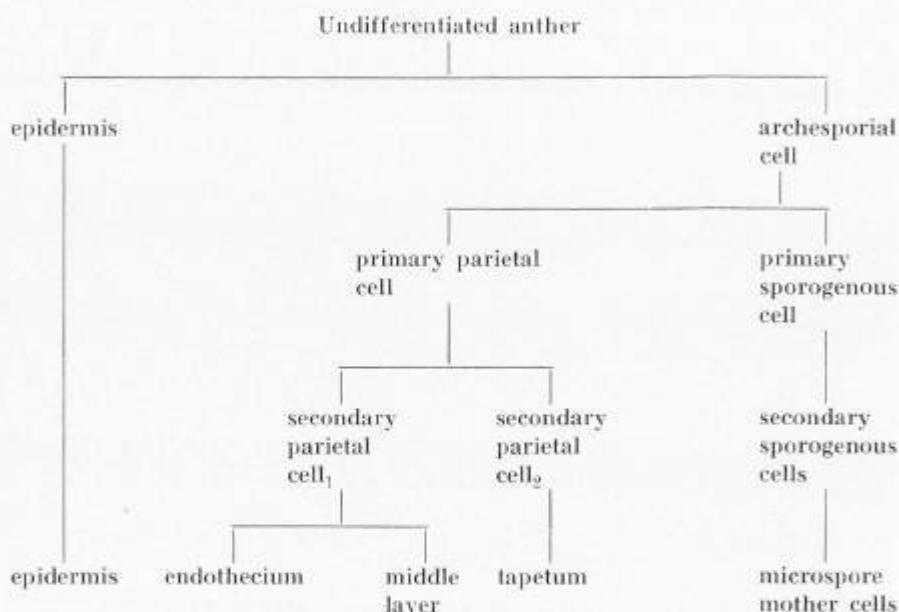 Undifferentiated anther
epidermis
archesporial
cell
primary parietal
cell
primary
sporogenous
cell
secondary
parietal
cell₁
secondary
parietal
cell₂
secondary
sporogenous
cells
epidermis
endothecium
middle
layer
tapetum
microspore
mother cells